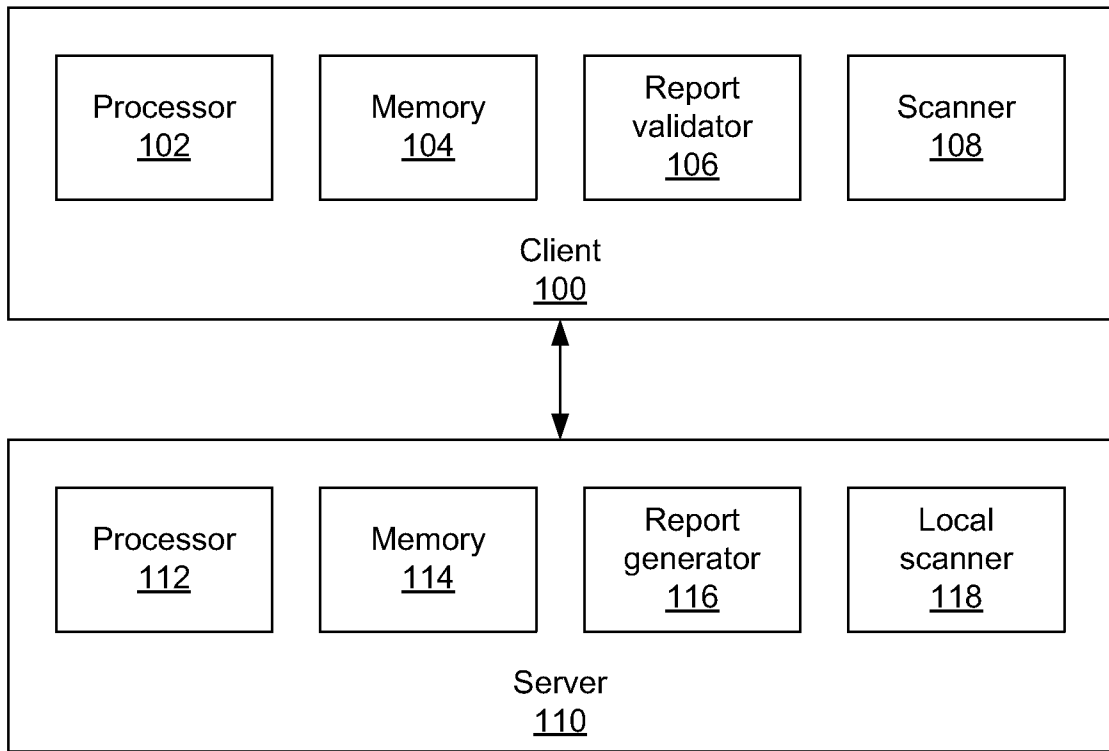 Processor
102
Memory
104
Report
validator
106
Scanner
108
Client
100
Processor
112
Memory
114
Report
generator
116
Local
scanner
118
Server
110